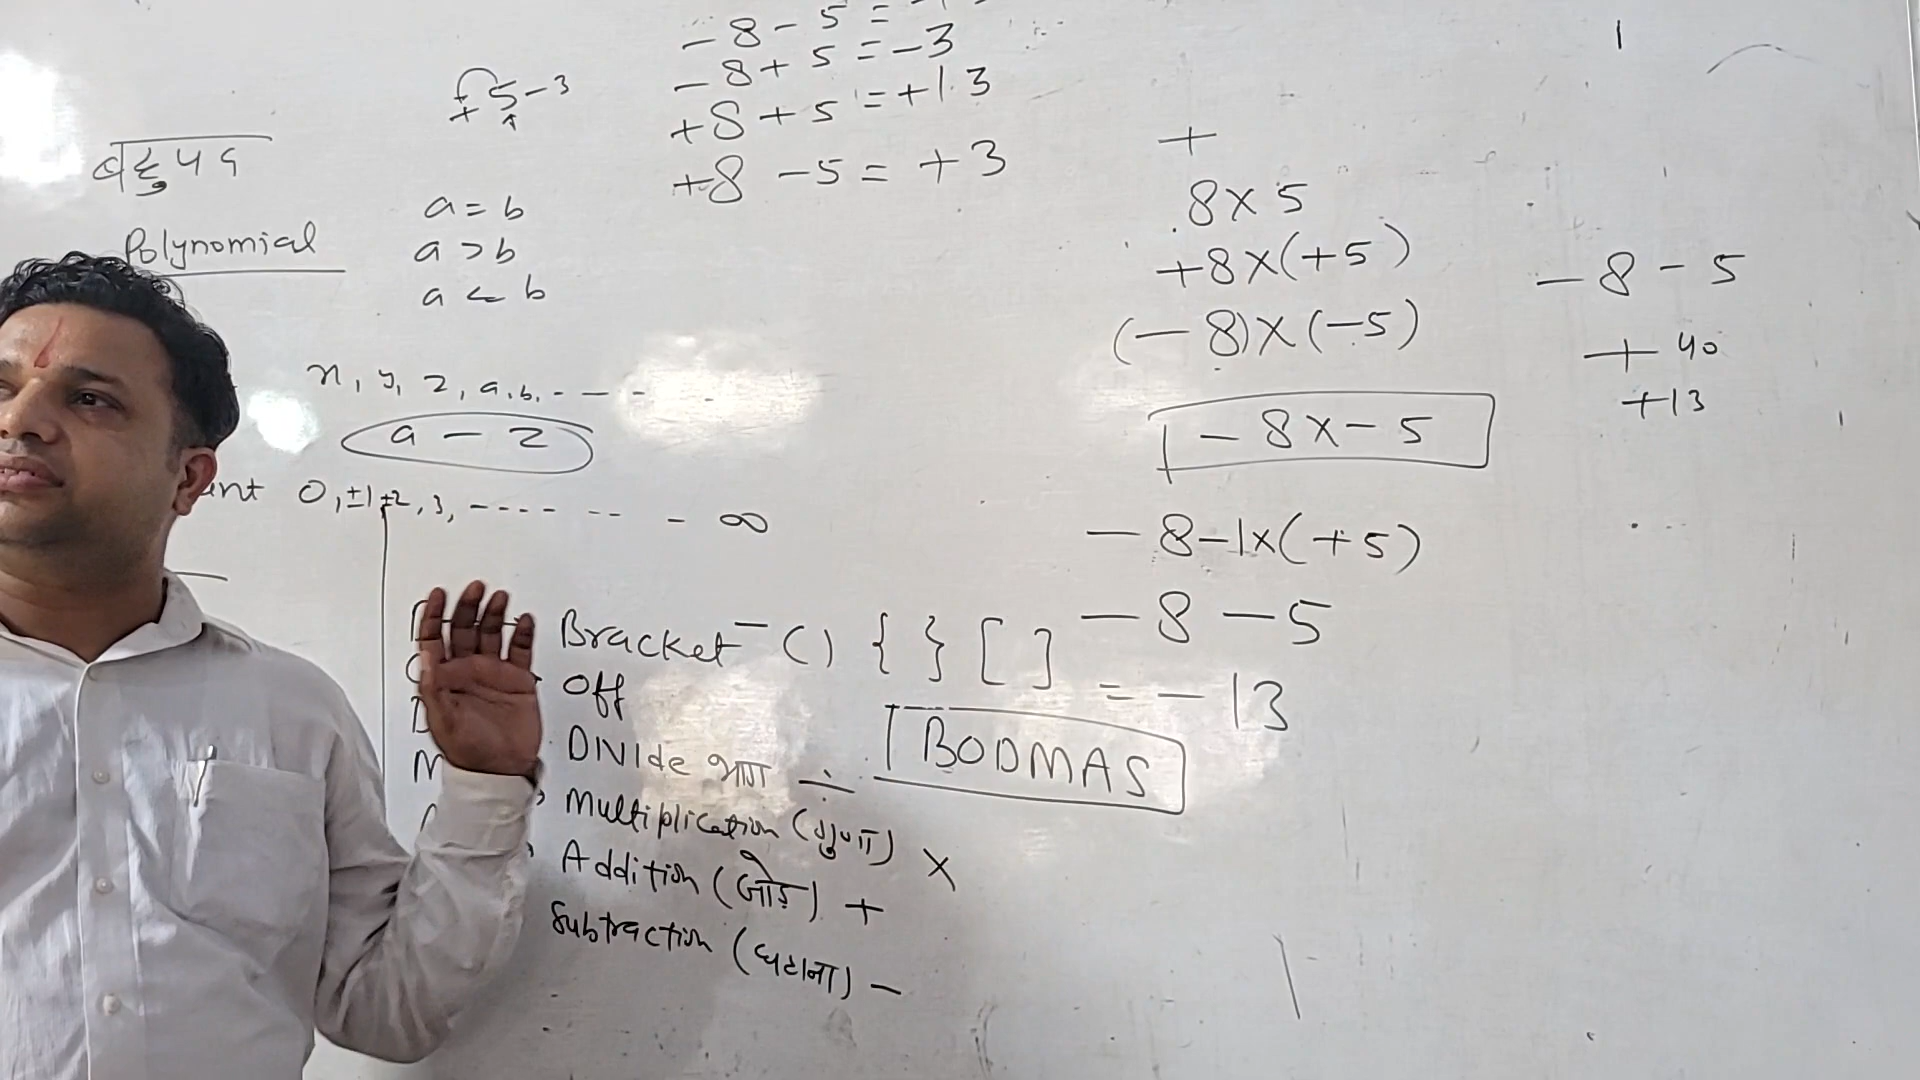 बहुपद
Polynomial
+ 5 - 3
a = b
a > b
a < b
x, y, z, a, b, - - - -
a - z
0, ±1, ±2, 3, - - - - - - - ∞
- 8 - 5 =
- 8 + 5 = - 3
+ 8 + 5 = + 13
+ 8 - 5 = + 3
+
8 × 5
+ 8 × (+5)
(- 8) × (-5)
- 8 × - 5
- 8 - 1 × (+5)
- 8 - 5
= - 13
- 8 - 5
+ 40
+ 13
Bracket - ( ) { } [ ]
Off
DIVIde भाग ÷
M Multiplication (गुणा) ×
Addition (जोड़) +
Subtraction (घटाना) -
BODMAS